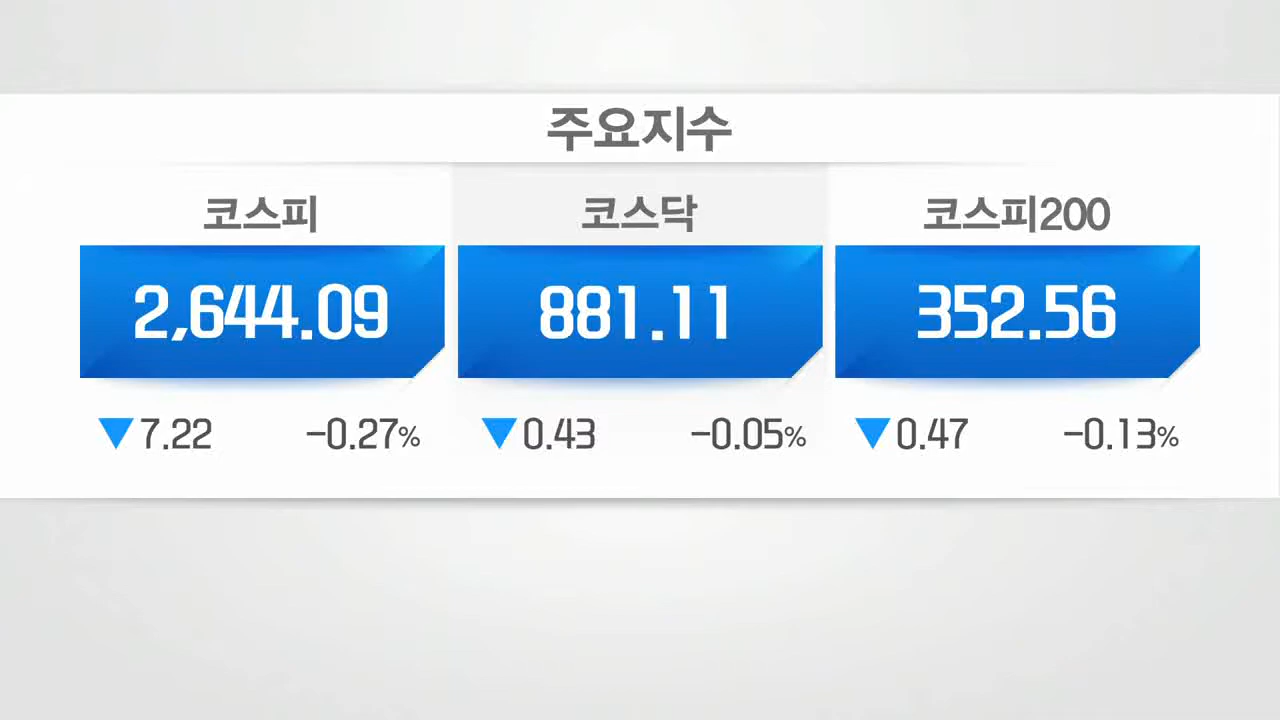 주요지수
코스피 코스닥 코스피200
2,644.09 881.11 352.56
▼7.22 -0.27% ▼0.43 -0.05% ▼0.47 -0.13%